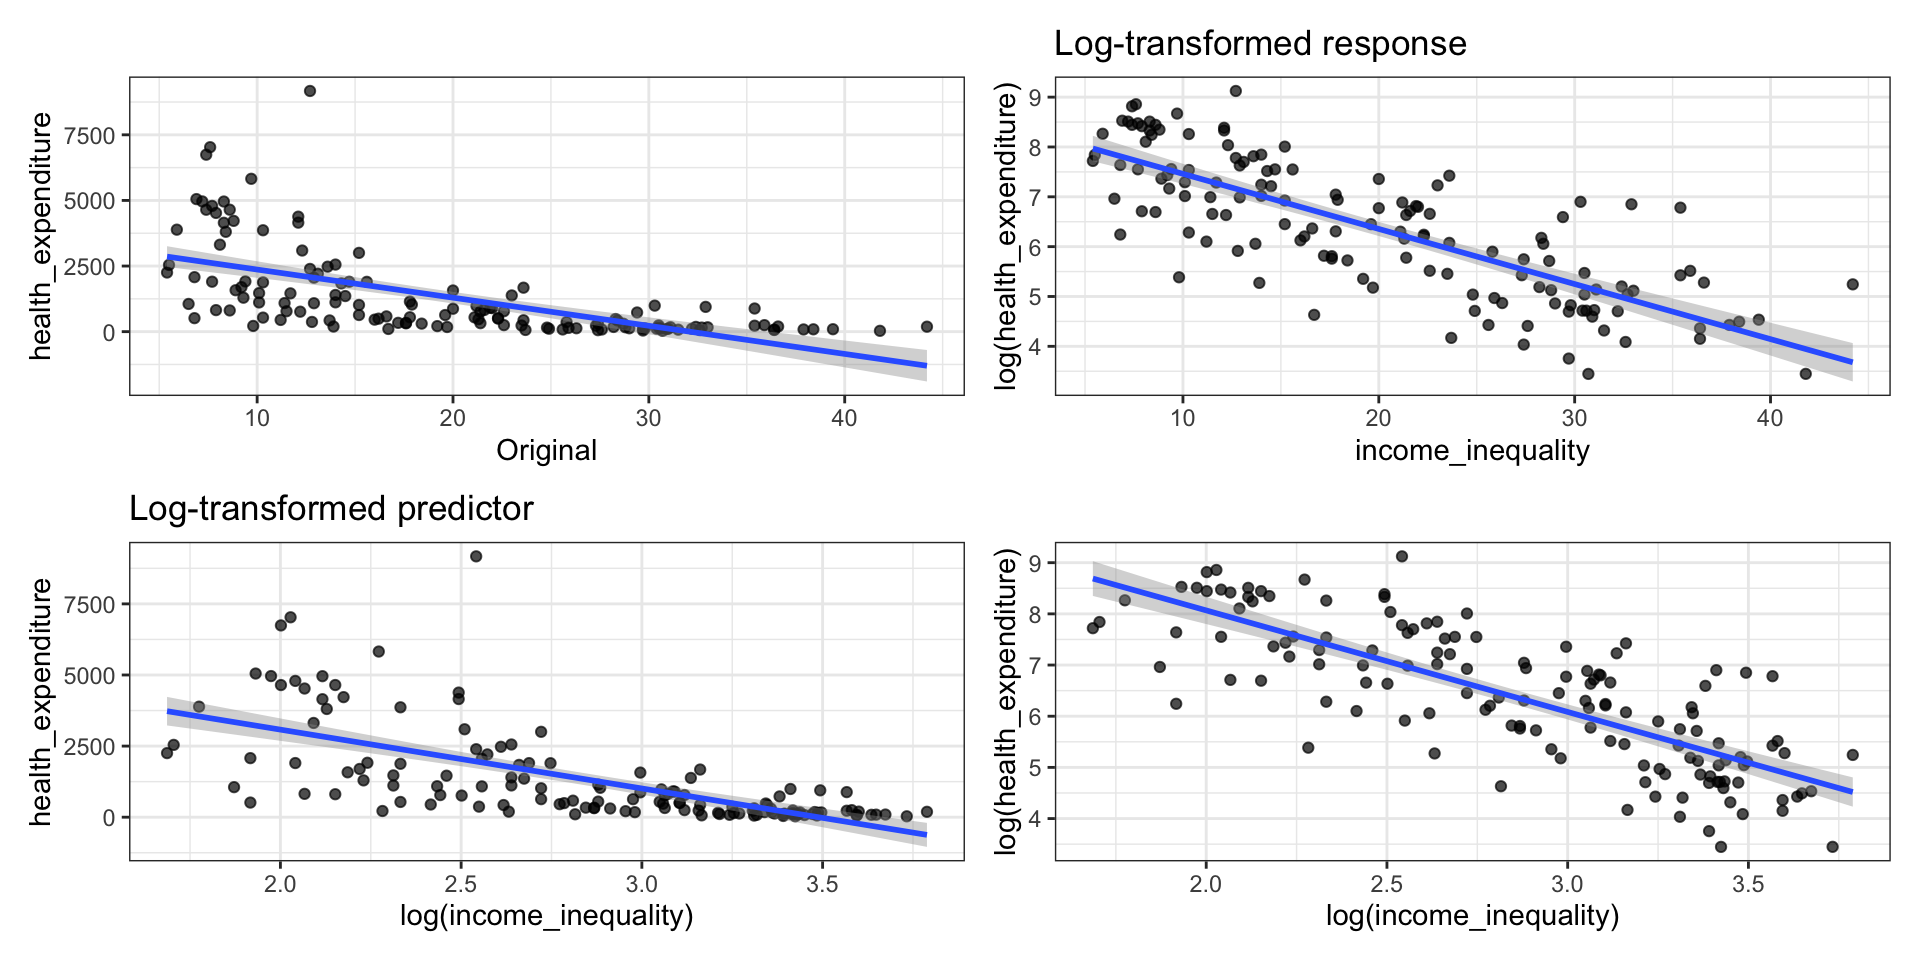 health_expenditure
7500
5000
2500
0
10 20 30 40
Original
Log-transformed response
log(health_expenditure)
9
8
7
6
5
4
10 20 30 40
income_inequality
Log-transformed predictor
health_expenditure
7500
5000
2500
0
2.0 2.5 3.0 3.5
log(income_inequality)
log(health_expenditure)
9
8
7
6
5
4
2.0 2.5 3.0 3.5
log(income_inequality)